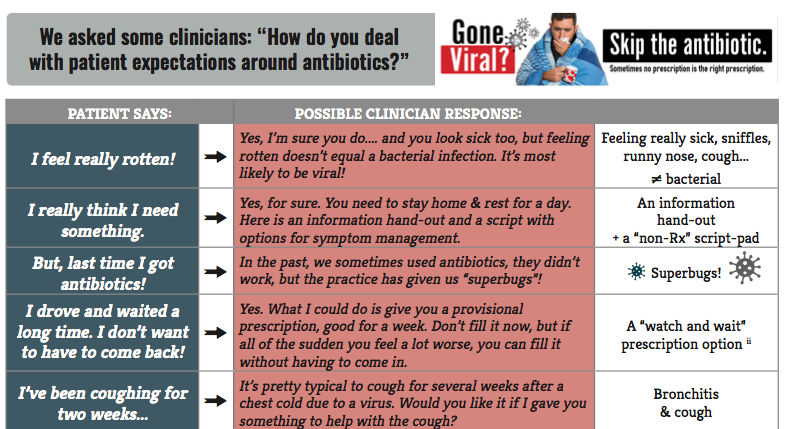 We asked some clinicians: “How do you deal
with patient expectations around antibiotics?”
Gone
Viral?
Skip the antibiotic.
Sometimes no prescription is the right prescription.
PATIENT SAYS:
POSSIBLE CLINICIAN RESPONSE:
I feel really rotten!
Yes, I’m sure you do.... and you look sick too, but feeling
rotten doesn’t equal a bacterial infection. It’s most
likely to be viral!
Feeling really sick, sniffles,
runny nose, cough...
≠ bacterial
I really think I need
something.
Yes, for sure. You need to stay home & rest for a day.
Here is an information hand-out and a script with
options for symptom management.
An information
hand-out
+ a “non-Rx” script-pad
But, last time I got
antibiotics!
In the past, we sometimes used antibiotics, they didn’t
work, but the practice has given us “superbugs”!
Superbugs!
I drove and waited a
long time. I don’t want
to have to come back!
Yes. What I could do is give you a provisional
prescription, good for a week. Don’t fill it now, but if
all of the sudden you feel a lot worse, you can fill it
without having to come in.
A “watch and wait”
prescription option ii
I’ve been coughing for
two weeks...
It’s pretty typical to cough for several weeks after a
chest cold due to a virus. Would you like it if I gave you
something to help with the cough?
Bronchitis
& cough